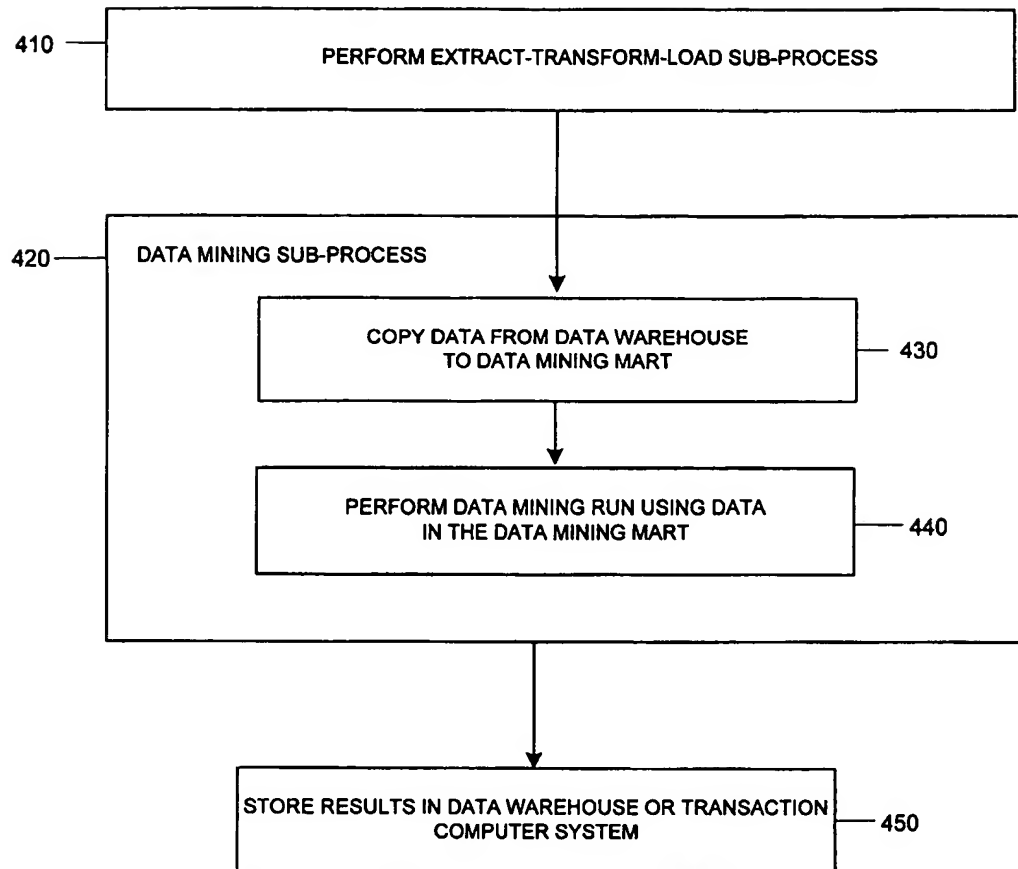 410
PERFORM EXTRACT-TRANSFORM-LOAD SUB-PROCESS
420
DATA MINING SUB-PROCESS
COPY DATA FROM DATA WAREHOUSE
TO DATA MINING MART
430
PERFORM DATA MINING RUN USING DATA
IN THE DATA MINING MART
440
STORE RESULTS IN DATA WAREHOUSE OR TRANSACTION
COMPUTER SYSTEM
450